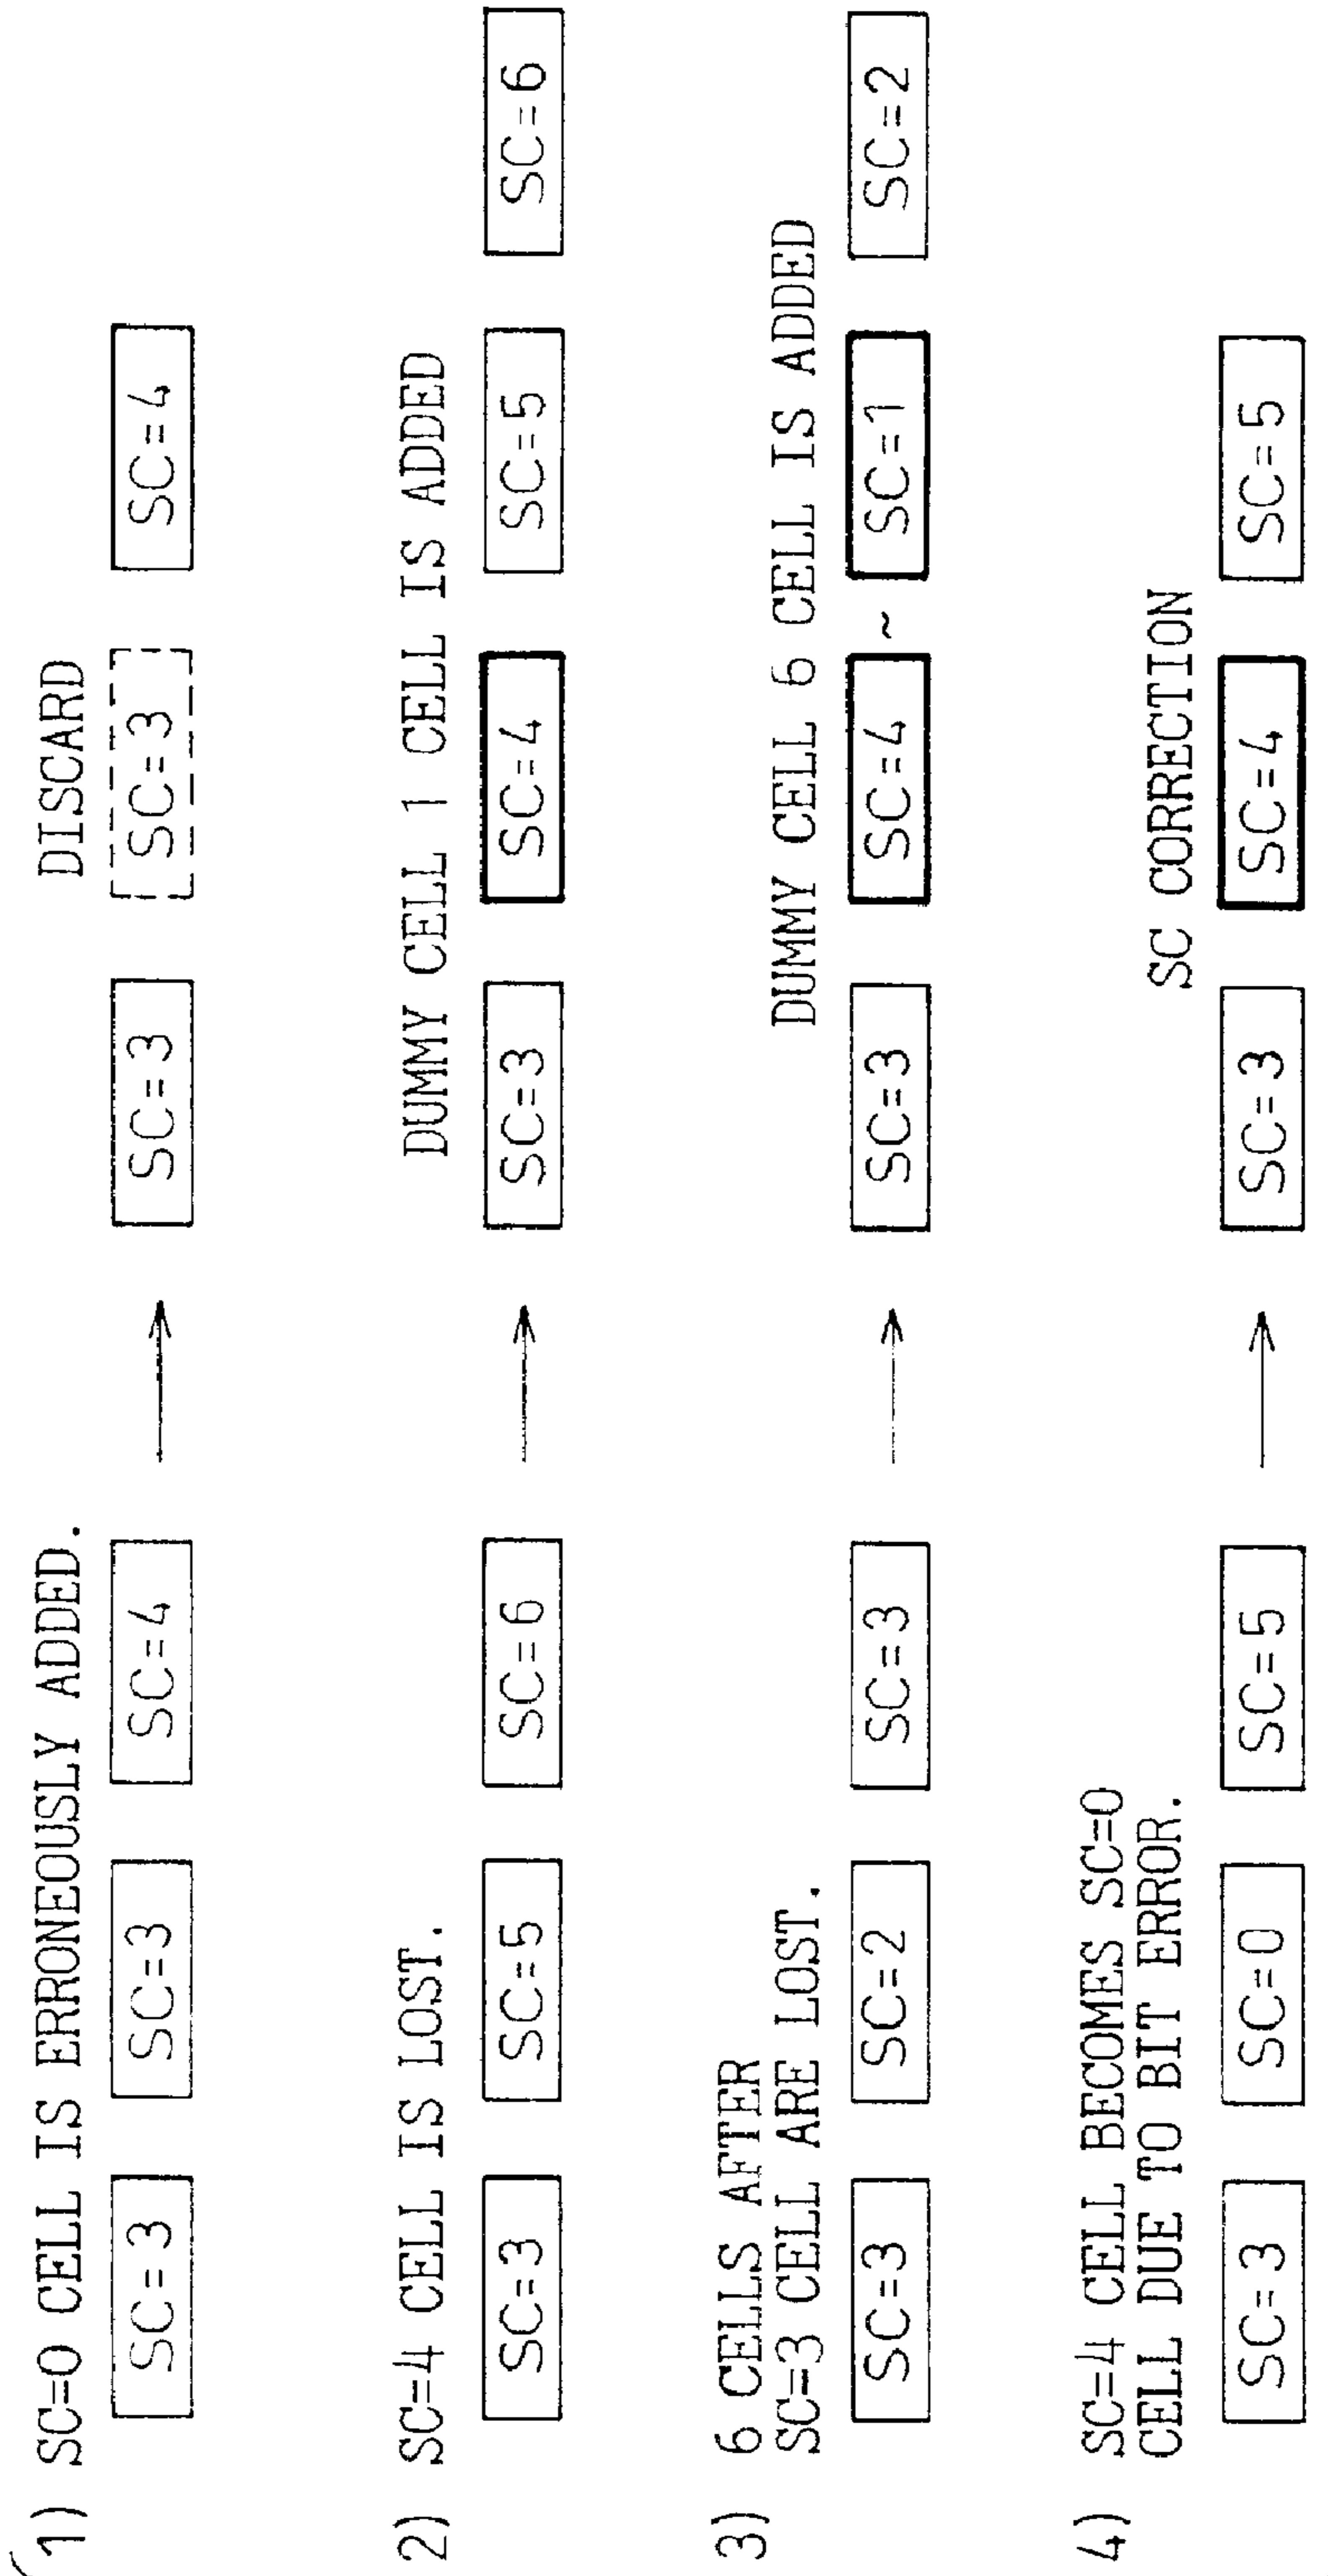 1) SC=0 CELL IS ERRONEOUSLY ADDED.
DISCARD
SC=3 SC=3 SC=4 SC=3 SC=3 SC=4
2) SC=4 CELL IS LOST.
DUMMY CELL 1 CELL IS ADDED
SC=3 SC=5 SC=6 SC=3 SC=4 SC=5 SC=6
3) 6 CELLS AFTER
SC=3 CELL ARE LOST.
DUMMY CELL 6 CELL IS ADDED
SC=3 SC=2 SC=3 SC=3 SC=4 ~ SC=1 SC=2
4) SC=4 CELL BECOMES SC=0
CELL DUE TO BIT ERROR.
SC CORRECTION
SC=3 SC=0 SC=5 SC=3 SC=4 SC=5